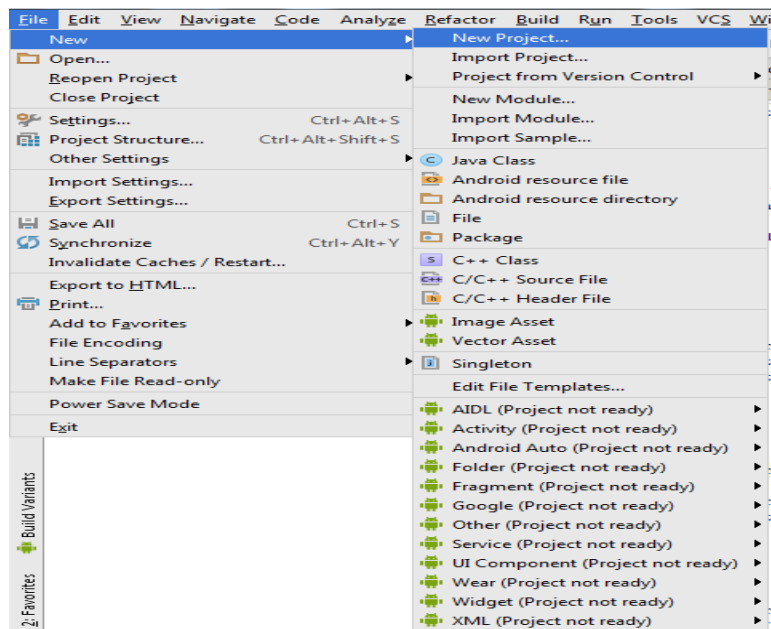 File Edit View Navigate Code Analyze Refactor Build Run Tools VCS
New
Open...
Reopen Project
Close Project
Settings... Ctrl+Alt+S
Project Structure... Ctrl+Alt+Shift+S
Other Settings
Import Settings...
Export Settings...
Save All Ctrl+S
Synchronize Ctrl+Alt+Y
Invalidate Caches / Restart...
Export to HTML...
Print...
Add to Favorites
File Encoding
Line Separators
Make File Read-only
Power Save Mode
Exit
New Project...
Import Project...
Project from Version Control
New Module...
Import Module...
Import Sample...
C Java Class
Android resource file
Android resource directory
File
Package
S C++ Class
C++ C/C++ Source File
h C/C++ Header File
Image Asset
Vector Asset
Singleton
Edit File Templates...
AIDL (Project not ready)
Activity (Project not ready)
Android Auto (Project not ready)
Folder (Project not ready)
Fragment (Project not ready)
Google (Project not ready)
Other (Project not ready)
Service (Project not ready)
UI Component (Project not ready)
Wear (Project not ready)
Widget (Project not ready)
XML (Project not ready)
Build Variants
2: Favorites